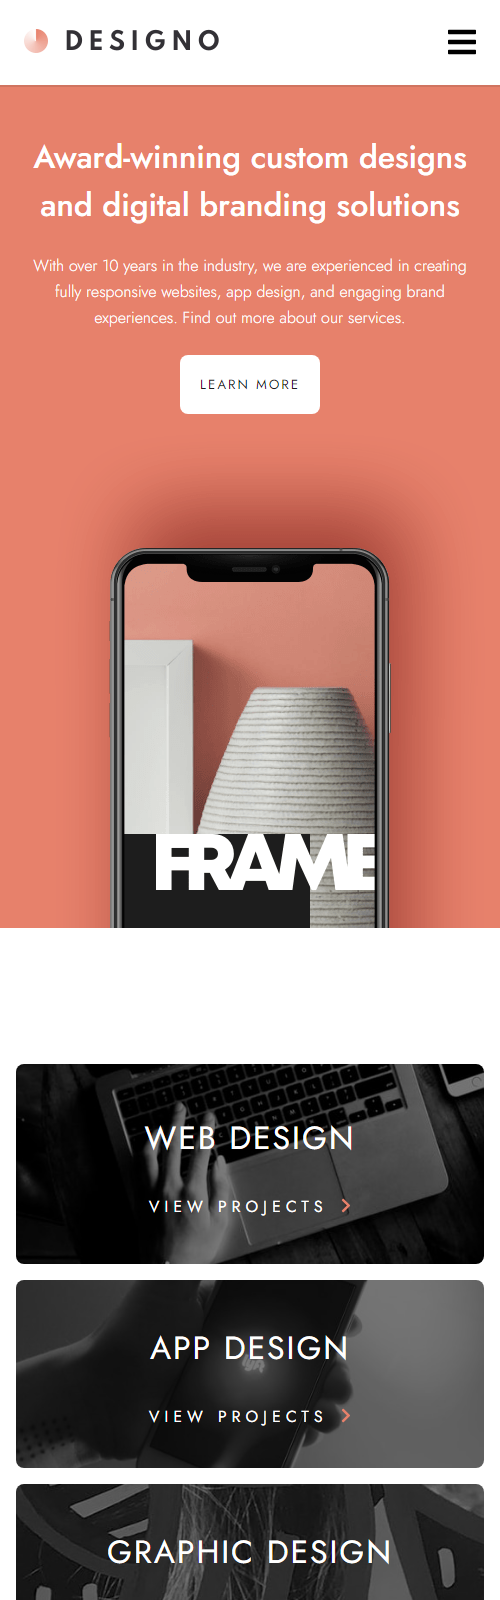 DESIGNO
Award-winning custom designs
and digital branding solutions
With over 10 years in the industry, we are experienced in creating
fully responsive websites, app design, and engaging brand
experiences. Find out more about our services.
LEARN MORE
FRAME
WEB DESIGN
VIEW PROJECTS
APP DESIGN
VIEW PROJECTS
GRAPHIC DESIGN